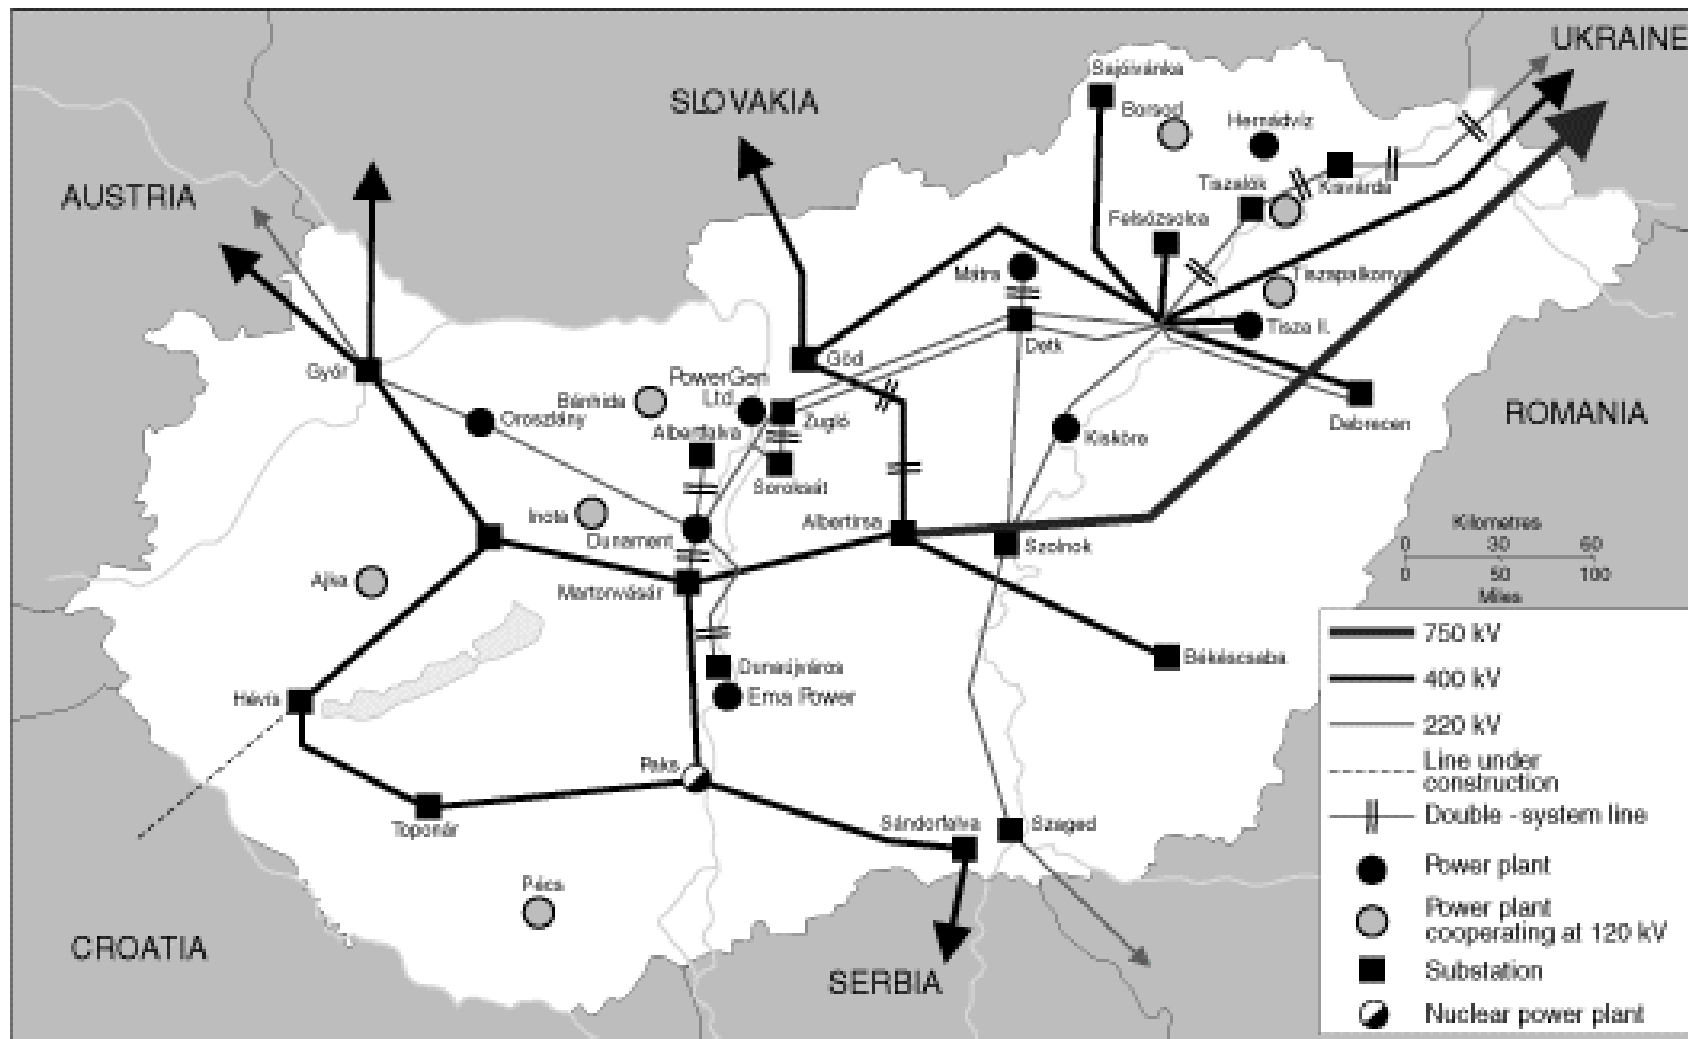 UKRAINE
Sajóivánka
SLOVAKIA
Borsod
Hernádvíz
AUSTRIA
Tiszalök
Kisvárda
Felsőzsolca
Mátra
Tiszapalkonya
Tisza II.
Győr
Göd
Detk
PowerGen
Ltd.
Bánhida
Oroszlány
Zugló
ROMANIA
Debrecen
Albertfalva
Kisköre
Inota
Albertirsa
Kilometres
0 30 60
0 50 100
Miles
Dunament
Szolnok
Ajka
Martonvásár
750 kV
Békéscsaba
Dunaújváros
400 kV
Hévíz
Ema Power
220 kV
Paks
Line under
construction
Toponár
Sándorfalva
Szeged
Double -system line
Power plant
Pécs
Power plant
cooperating at 120 kV
CROATIA
SERBIA
Substation
Nuclear power plant